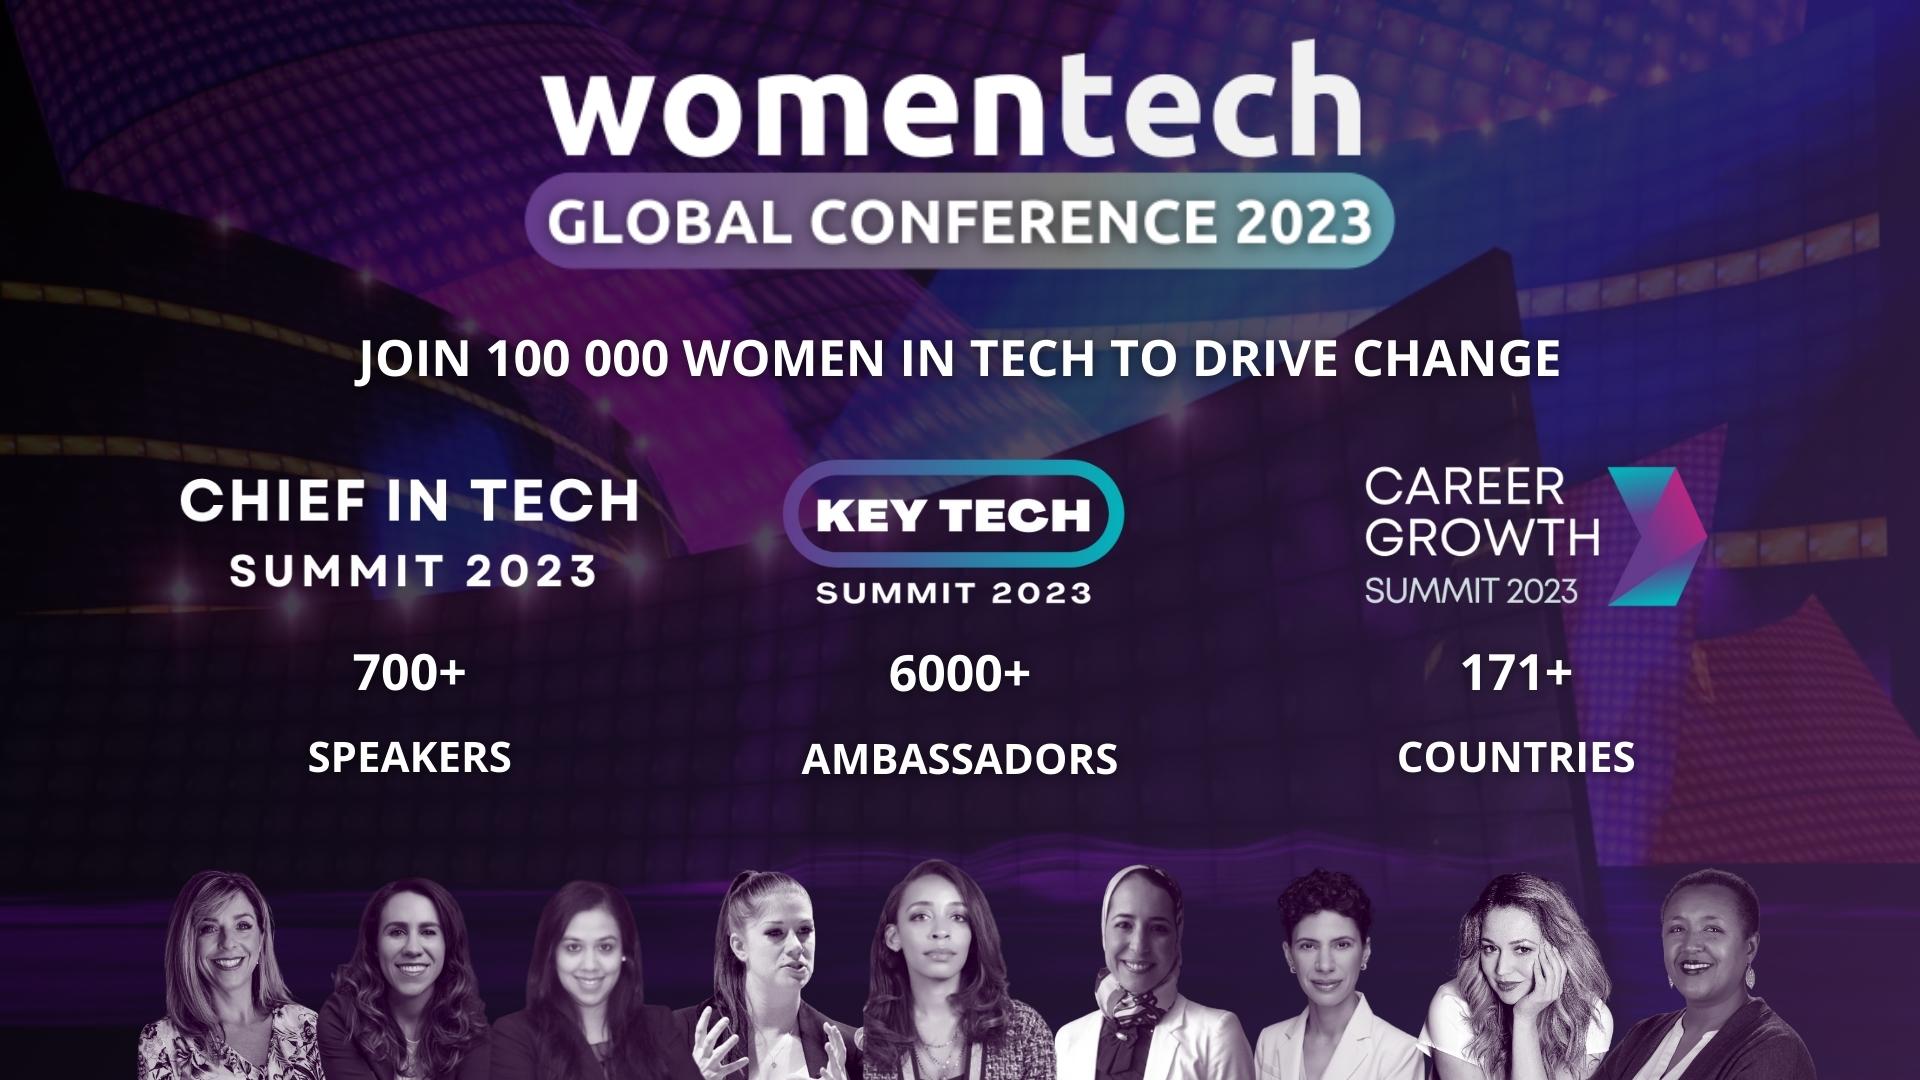 womentech
GLOBAL CONFERENCE 2023
JOIN 100 000 WOMEN IN TECH TO DRIVE CHANGE
CHIEF IN TECH
SUMMIT 2023
KEY TECH
SUMMIT 2023
CAREER
GROWTH
SUMMIT 2023
700+
SPEAKERS
6000+
AMBASSADORS
171+
COUNTRIES